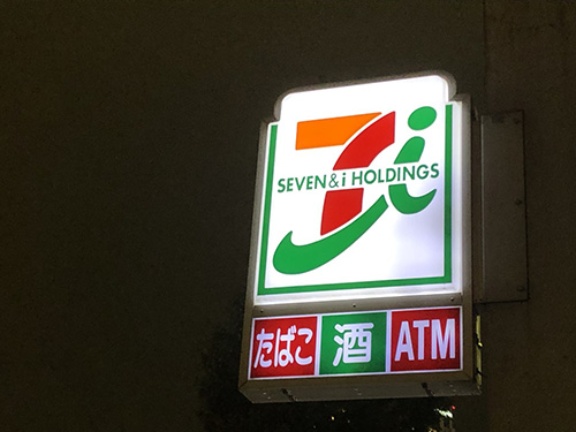 SEVEN&i HOLDINGS
たばこ 酒 ATM